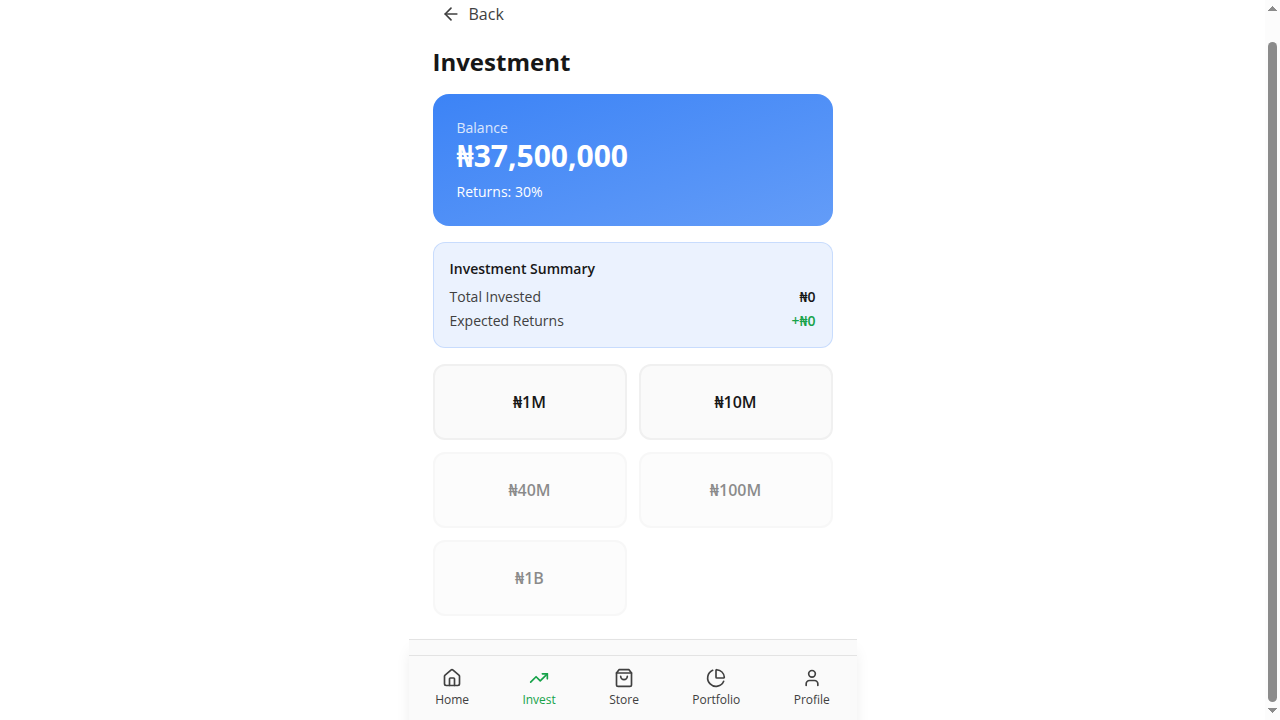 Back
Investment
Balance
₦37,500,000
Returns: 30%
Investment Summary
Total Invested ₦0
Expected Returns +₦0
₦1M ₦10M
₦40M ₦100M
₦1B
Home Invest Store Portfolio Profile